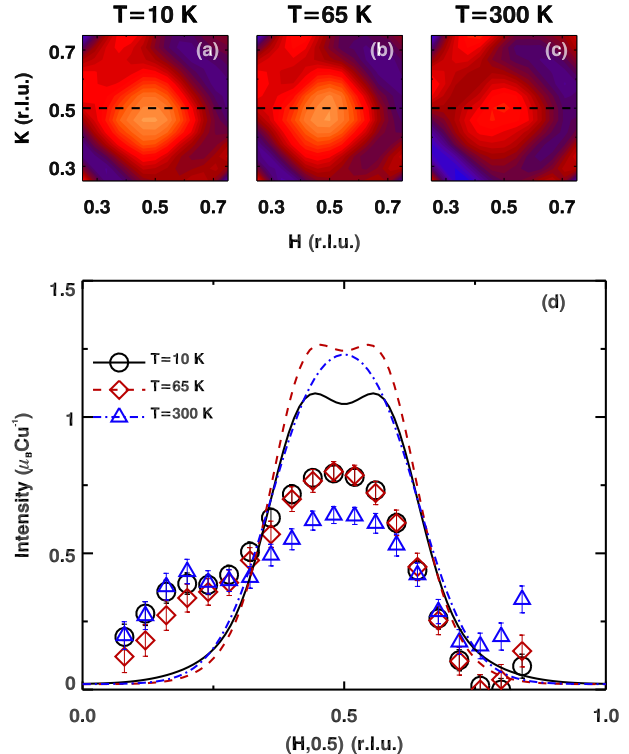 T=10 K T=65 K T=300 K
(a) (b) (c)
K (r.l.u.)
0.7
0.5
0.3
0.3 0.5 0.7 0.3 0.5 0.7 0.3 0.5 0.7
H (r.l.u.)
(d)
Intensity (μBCu⁻¹)
1.5
1
0.5
0
T=10 K
T=65 K
T=300 K
0.0 0.5 1.0
(H,0.5) (r.l.u.)